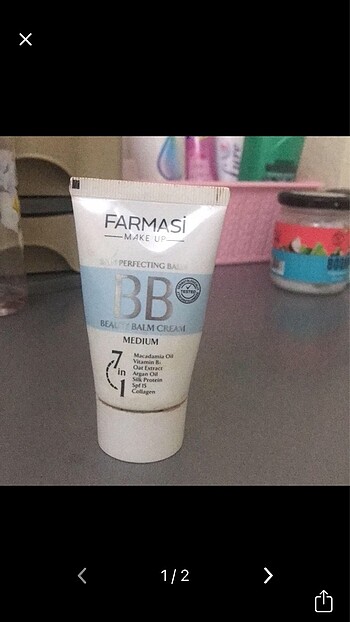 FARMASi
MAKE UP
PERFECTING BALM
BB
BEAUTY BALM CREAM
MEDIUM
7 in 1
Macadamia Oil
Vitamin B5
Oat Extract
Argan Oil
Silk Protein
Spf 15
Collagen
1 / 2